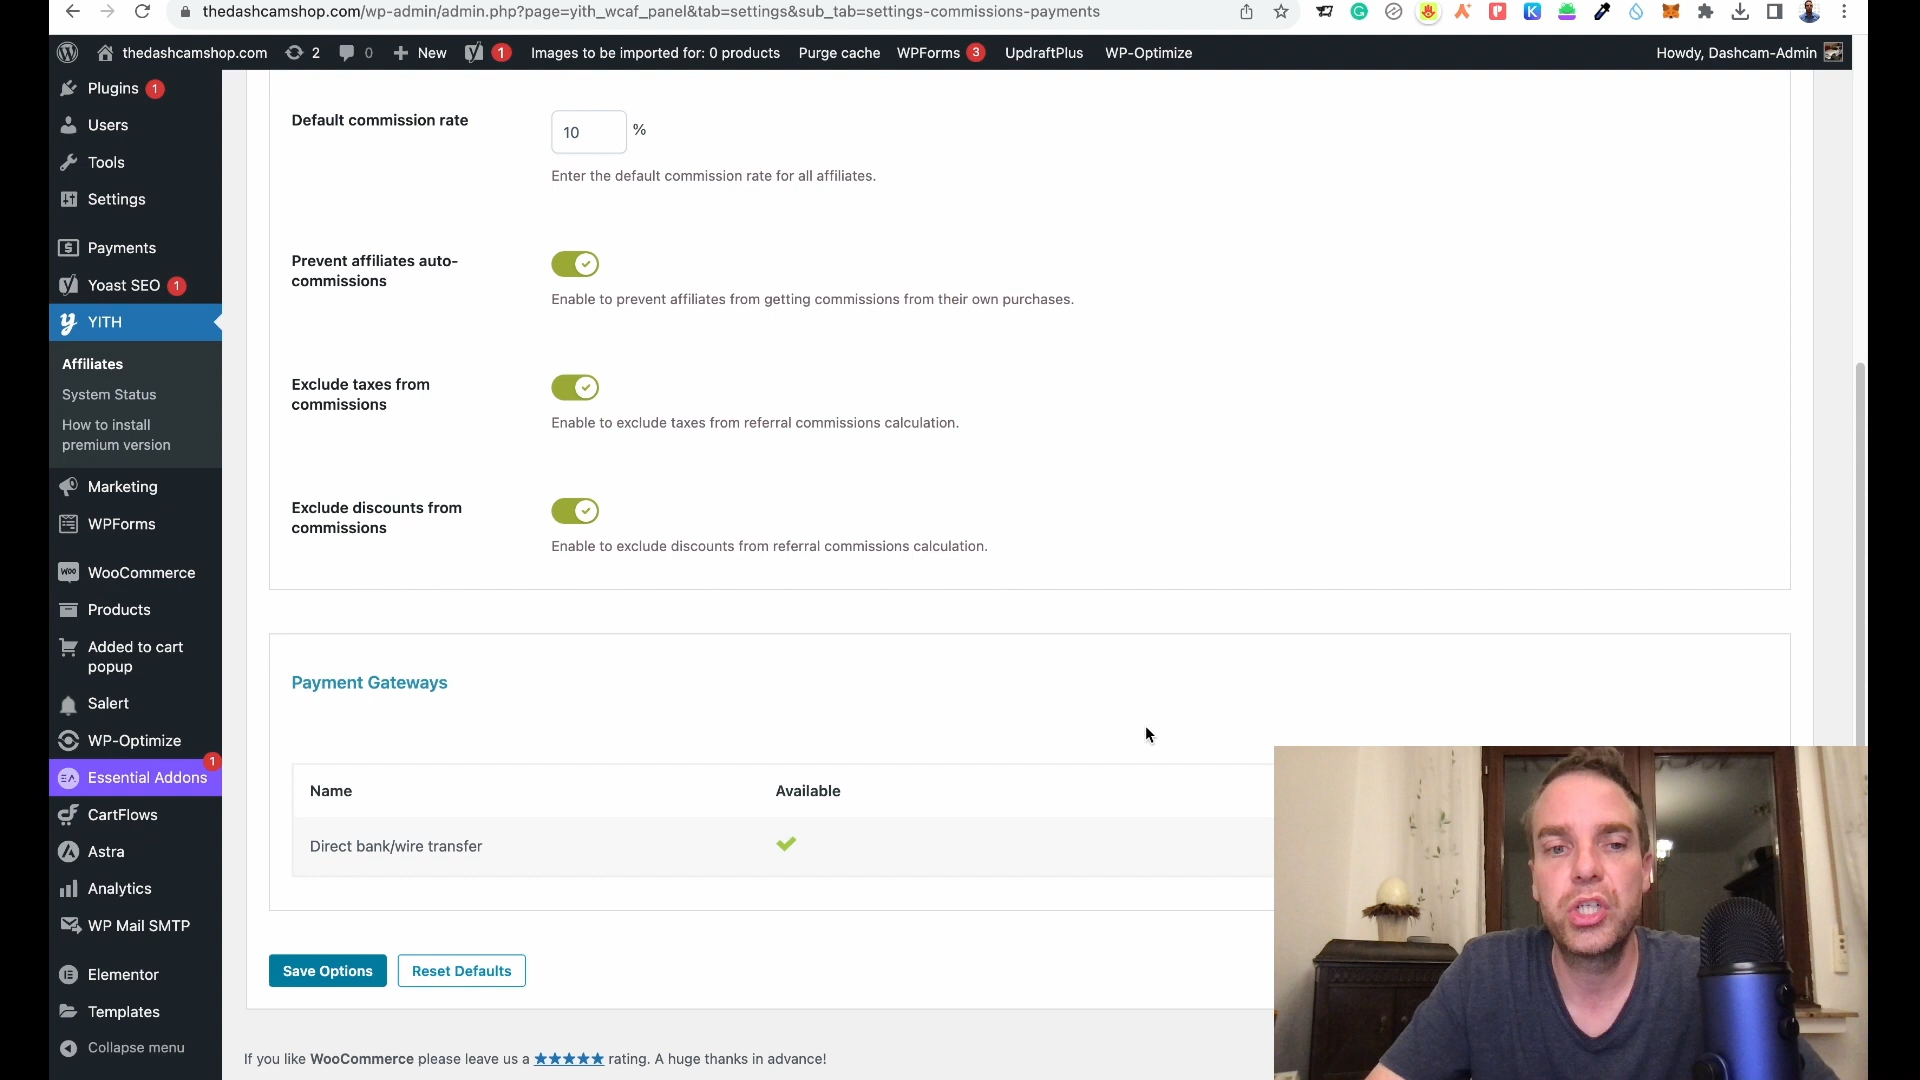 thedashcamshop.com/wp-admin/admin.php?page=yith_wcaf_panel&tab=settings&sub_tab=settings-commissions-payments
thedashcamshop.com 2 0 New 1 Images to be imported for: 0 products Purge cache WPForms 3 UpdraftPlus WP-Optimize Howdy, Dashcam-Admin
Plugins 1
Users
Tools
Settings
Payments
Yoast SEO 1
YITH
Affiliates
System Status
How to install
premium version
Marketing
WPForms
WooCommerce
Products
Added to cart
popup
Salert
WP-Optimize
Essential Addons 1
CartFlows
Astra
Analytics
WP Mail SMTP
Elementor
Templates
Collapse menu
Default commission rate
10 %
Enter the default commission rate for all affiliates.
Prevent affiliates auto-
commissions
Enable to prevent affiliates from getting commissions from their own purchases.
Exclude taxes from
commissions
Enable to exclude taxes from referral commissions calculation.
Exclude discounts from
commissions
Enable to exclude discounts from referral commissions calculation.
Payment Gateways
Name Available
Direct bank/wire transfer
Save Options Reset Defaults
If you like WooCommerce please leave us a ★★★★★ rating. A huge thanks in advance!